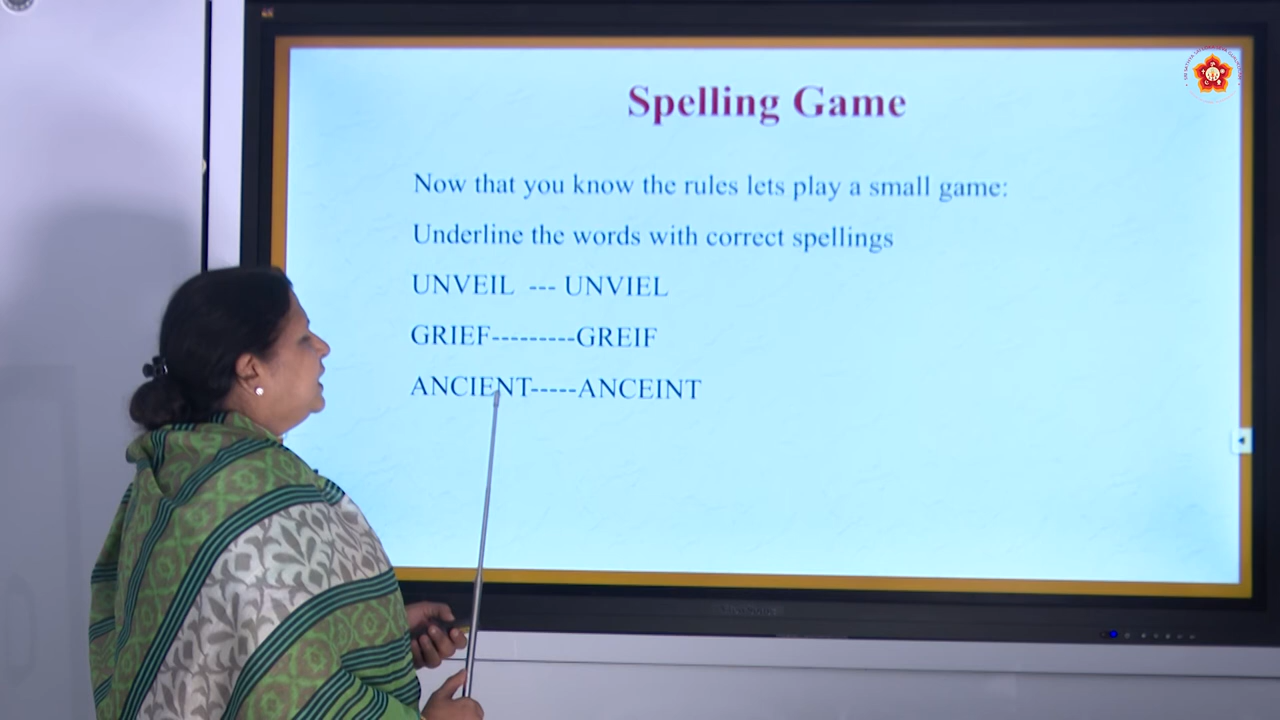 Spelling Game
Now that you know the rules lets play a small game:
Underline the words with correct spellings
UNVEIL --- UNVIEL
GRIEF---------GREIF
ANCIENT-----ANCEINT